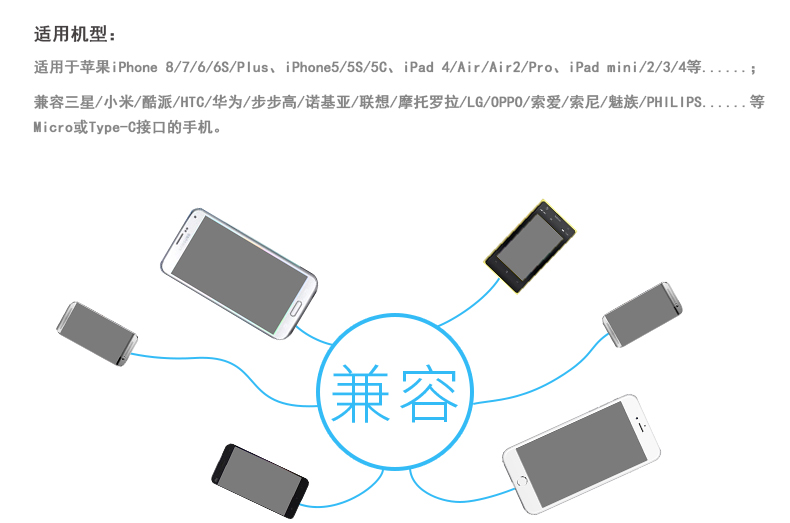 适用机型：
适用于苹果iPhone 8/7/6/6S/Plus、iPhone5/5S/5C、iPad 4/Air/Air2/Pro、iPad mini/2/3/4等......；
兼容三星/小米/酷派/HTC/华为/步步高/诺基亚/联想/摩托罗拉/LG/OPPO/索爱/索尼/魅族/PHILIPS......等
Micro或Type-C接口的手机。
兼容